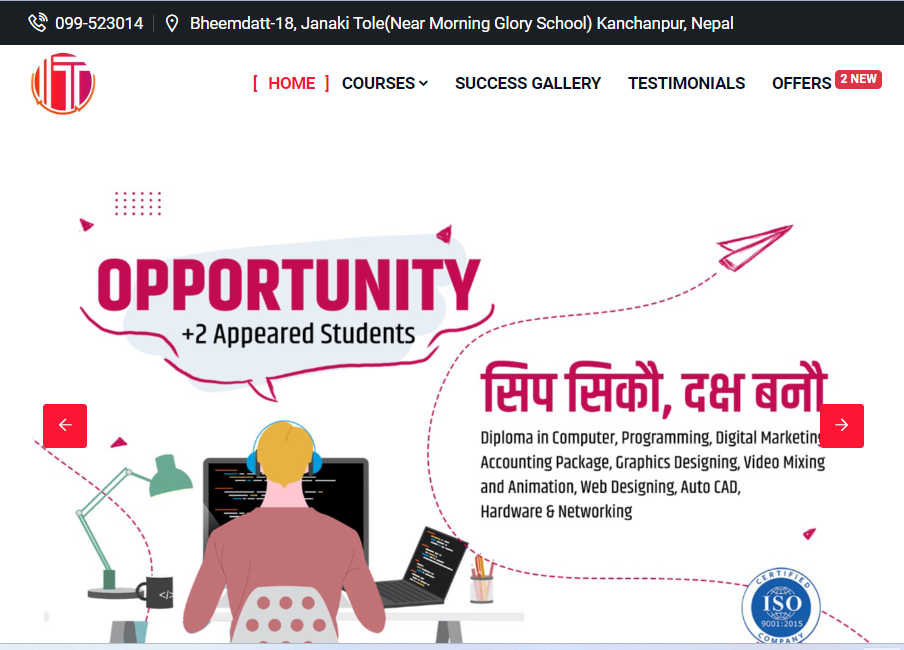 099-523014
Bheemdatt-18, Janaki Tole(Near Morning Glory School) Kanchanpur, Nepal
IT
[ HOME ]
COURSES
SUCCESS GALLERY
TESTIMONIALS
OFFERS
2 NEW
OPPORTUNITY
+2 Appeared Students
सिप सिकौ, दक्ष बनौ
Diploma in Computer, Programming, Digital Marketing
Accounting Package, Graphics Designing, Video Mixing
and Animation, Web Designing, Auto CAD,
Hardware & Networking
</>
CERTIFIED
ISO
9001:2015
COMPANY